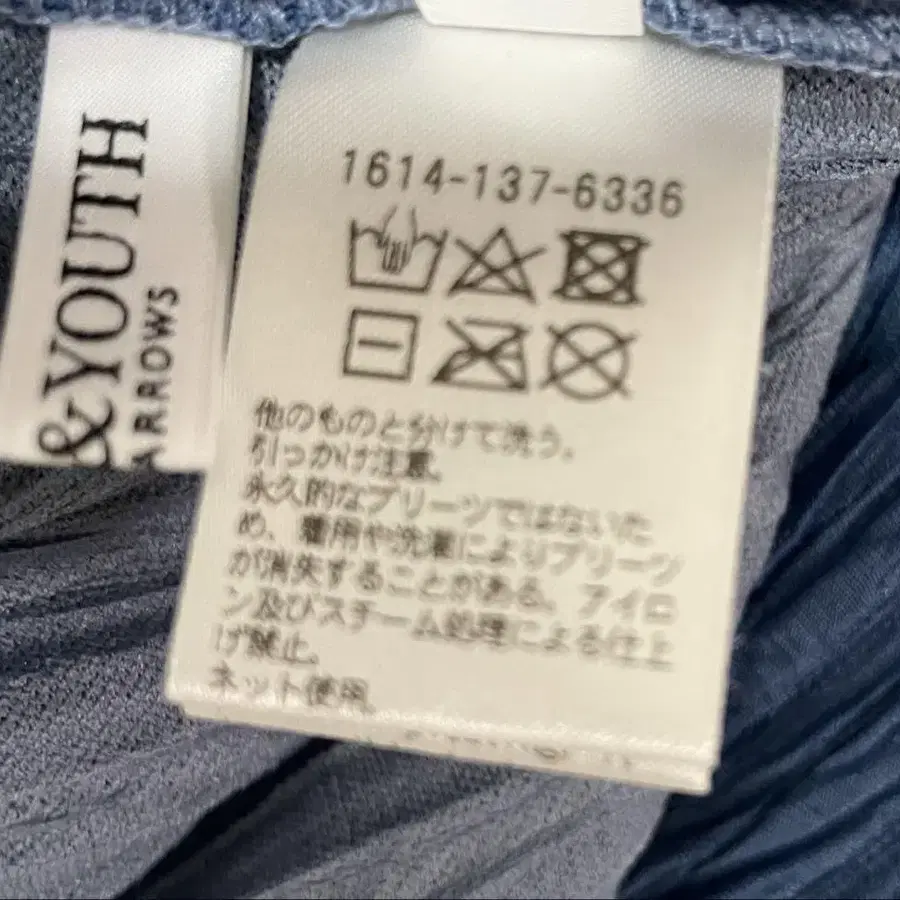 &YOUTH
ARROWS
1614-137-6336
他のものと分けて洗う。
引っかけ注意。
永久的なプリーツではないた
め、着用や洗濯によりプリーツ
が消失することがある。アイロ
ン及びスチーム処理による仕上
げ禁止。
ネット使用